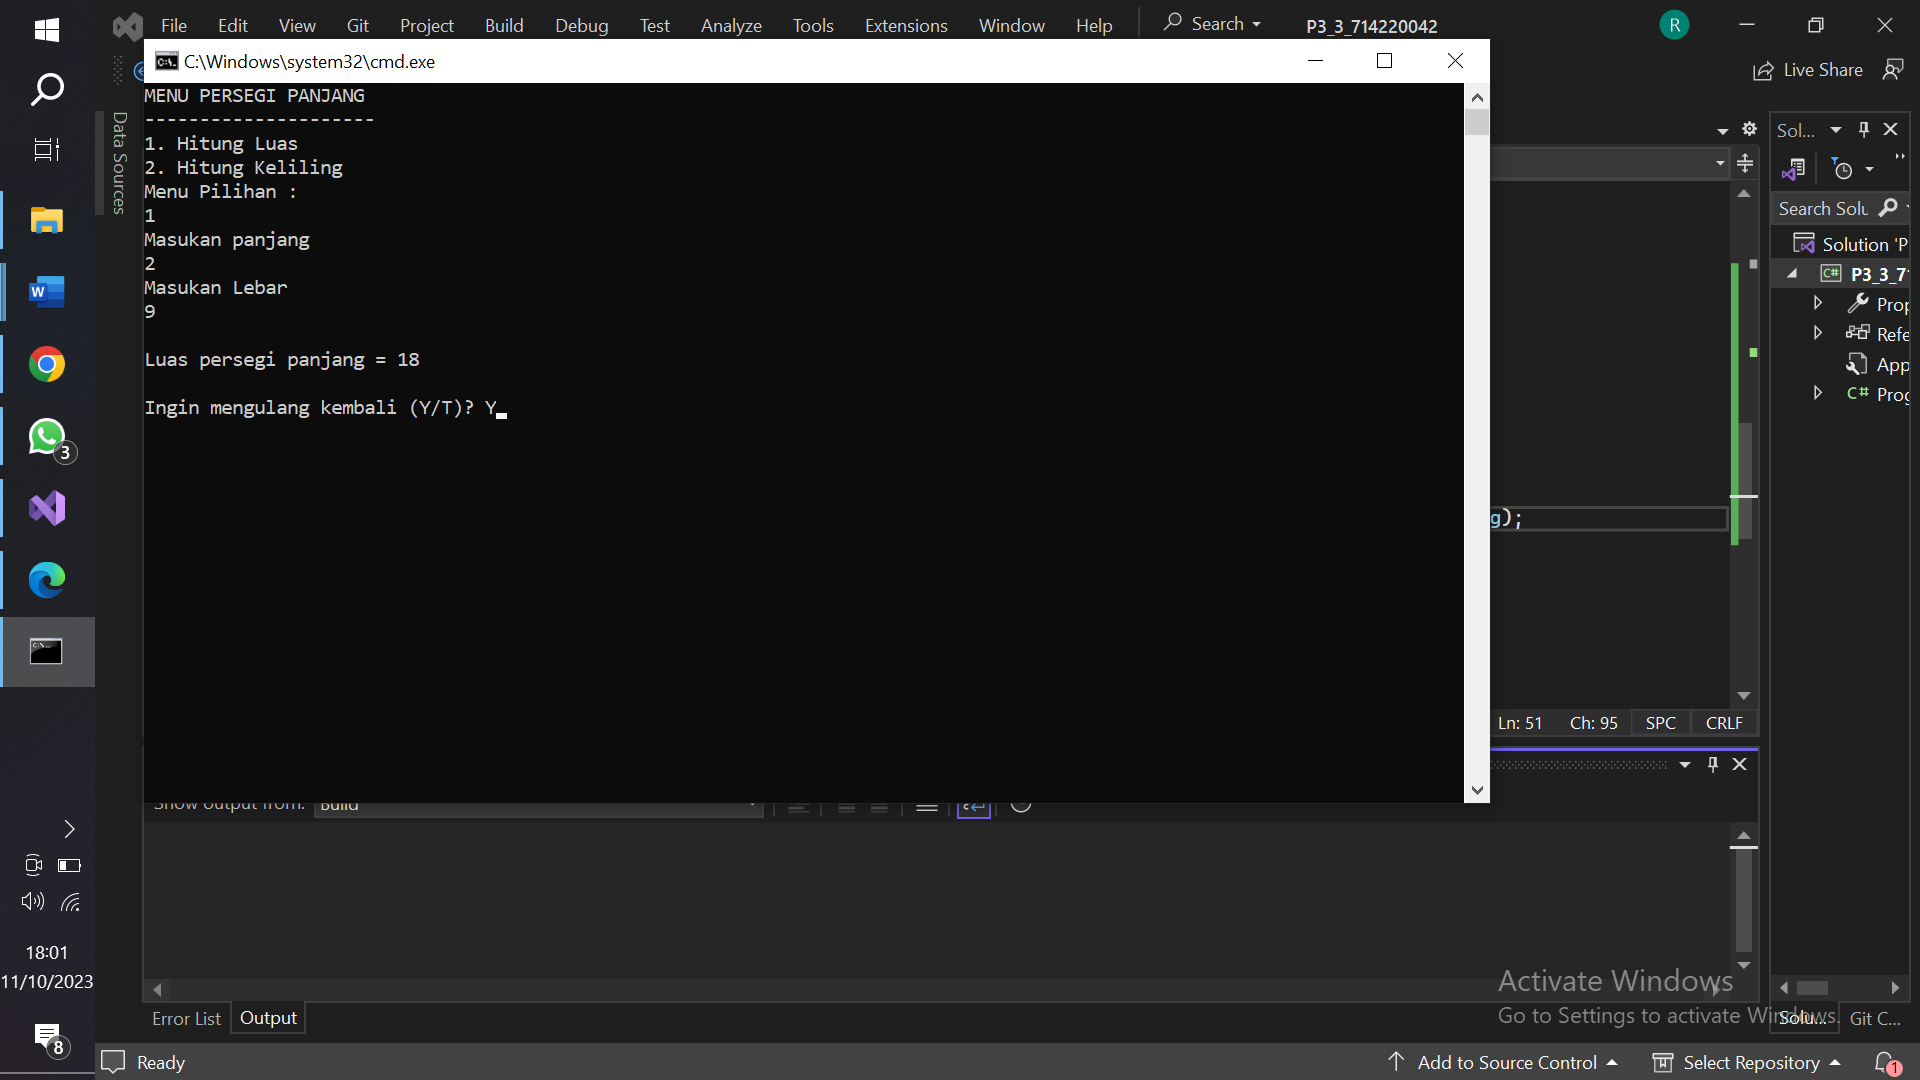 File Edit View Git Project Build Debug Test Analyze Tools Extensions Window Help Search P3_3_714220042 R
C:\Windows\system32\cmd.exe
Live Share
MENU PERSEGI PANJANG
---------------------
1. Hitung Luas
2. Hitung Keliling
Menu Pilihan :
1
Masukan panjang
2
Masukan Lebar
9
Luas persegi panjang = 18
Ingin mengulang kembali (Y/T)? Y
Data Sources
g);
Ln: 51 Ch: 95 SPC CRLF
Show output from: Build
Error List Output
Sol...
Search Solu
Solution 'P
C# P3_3_7
Prop
Refe
App
C# Prog
Solu... Git C...
Activate Windows
Go to Settings to activate Windows.
3
18:01
11/10/2023
8
Ready Add to Source Control Select Repository 1